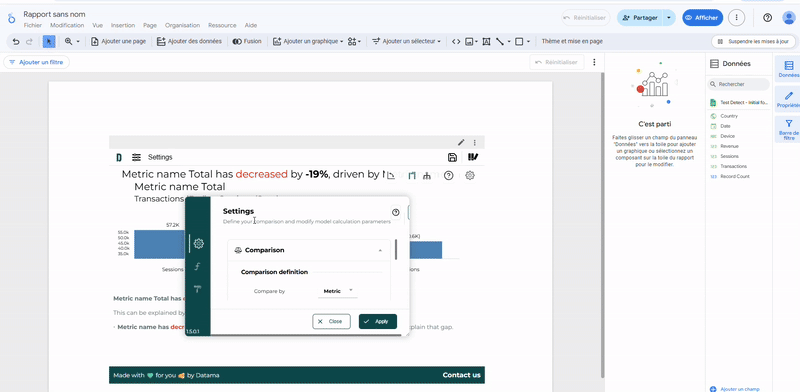 Rapport sans nom
Fichier Modification Vue Insertion Page Organisation Ressource Aide
Réinitialiser
Partager
Afficher
Ajouter une page
Ajouter des données
Fusion
Ajouter un graphique
Ajouter un sélecteur
Thème et mise en page
Suspendre les mises à jour
Ajouter un filtre
Réinitialiser
Settings
Metric name Total has decreased by -19%, driven by
Metric name Total
Transactions
57.2K
55.0k
50.0k
45.0k
40.0k
35.0k
Sessions
Metric name Total has
This can be explained by
- Metric name has
plain that gap.
Settings
Define your comparison and modify model calculation parameters
Comparison
Comparison definition
Compare by
Metric
Close
Apply
1.5.0.1
Made with
for you
by Datama
Contact us
C'est parti
Faites glisser un champ du panneau
"Données" vers la toile pour ajouter
un graphique ou sélectionnez un
composant sur la toile du rapport
pour le modifier.
Données
Rechercher
Test Detect - Initial fo...
Country
Date
Device
Revenue
Sessions
Transactions
Record Count
Ajouter un champ
Données
Propriété
Barre de
filtre